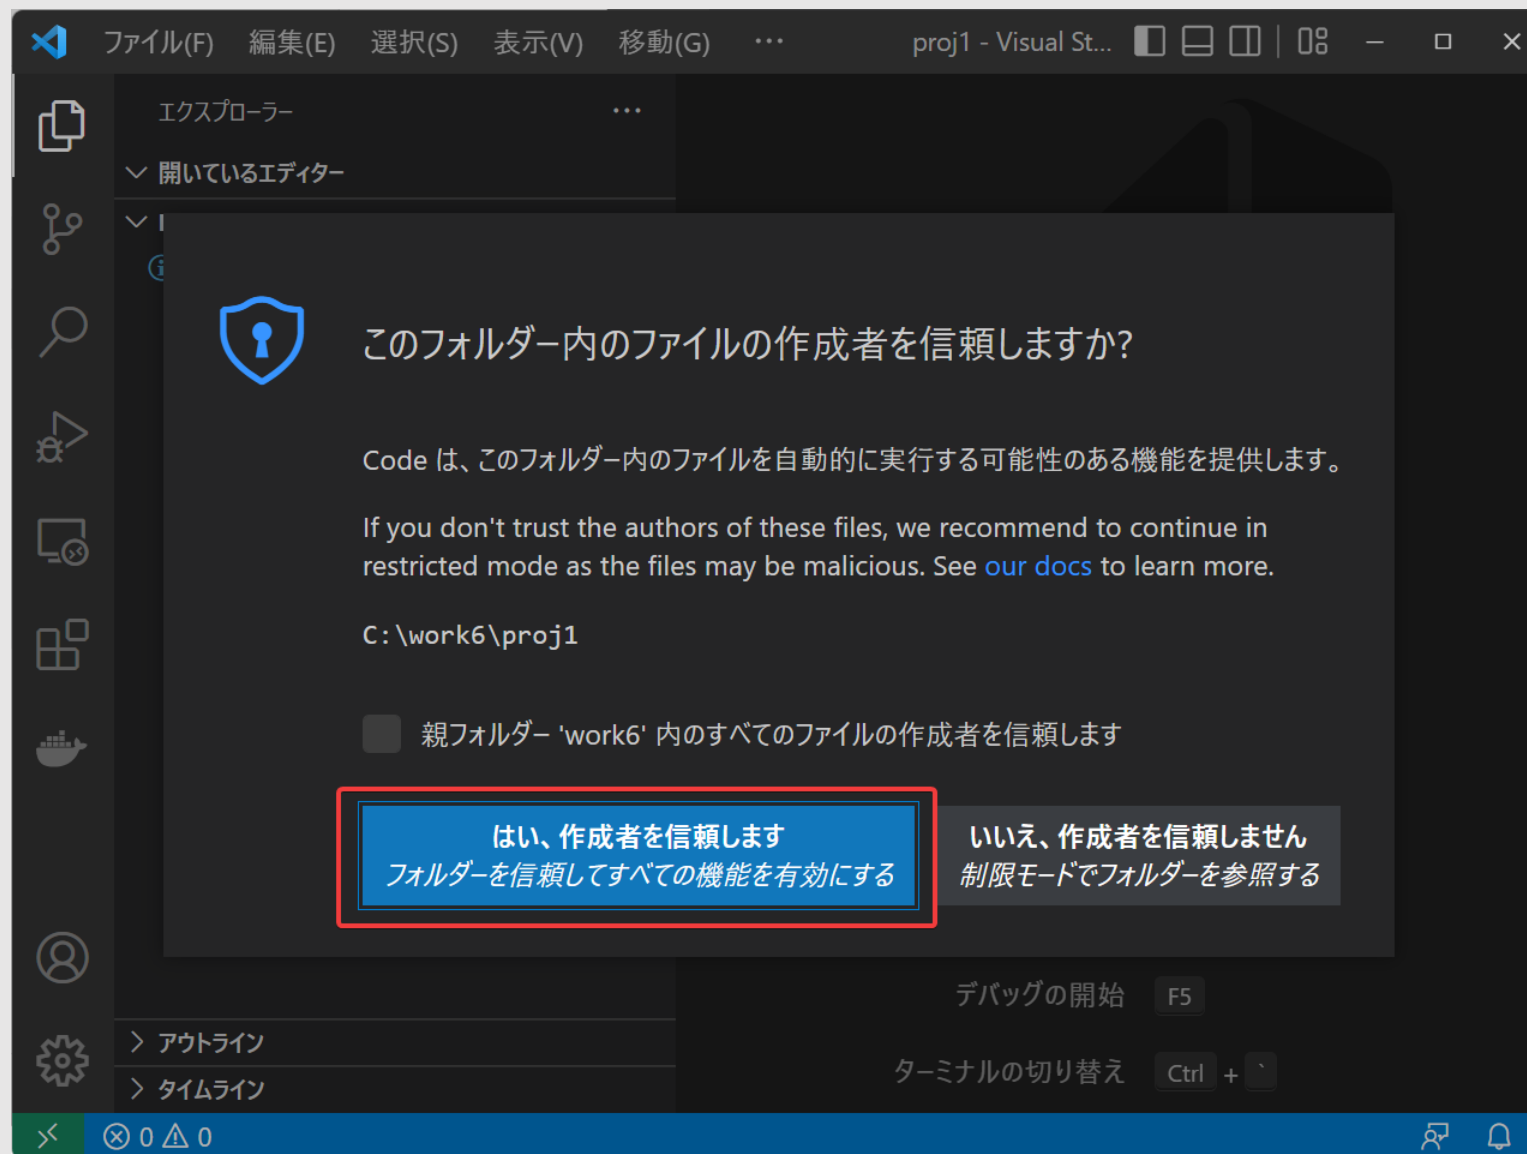 ファイル(F) 編集(E) 選択(S) 表示(V) 移動(G) ··· proj1 - Visual St...
エクスプローラー ···
開いているエディター
このフォルダー内のファイルの作成者を信頼しますか?
Code は、このフォルダー内のファイルを自動的に実行する可能性のある機能を提供します。
If you don't trust the authors of these files, we recommend to continue in
restricted mode as the files may be malicious. See our docs to learn more.
C:\work6\proj1
親フォルダー 'work6' 内のすべてのファイルの作成者を信頼します
はい、作成者を信頼します
フォルダーを信頼してすべての機能を有効にする
いいえ、作成者を信頼しません
制限モードでフォルダーを参照する
デバッグの開始 F5
ターミナルの切り替え Ctrl + `
アウトライン
タイムライン
0 0